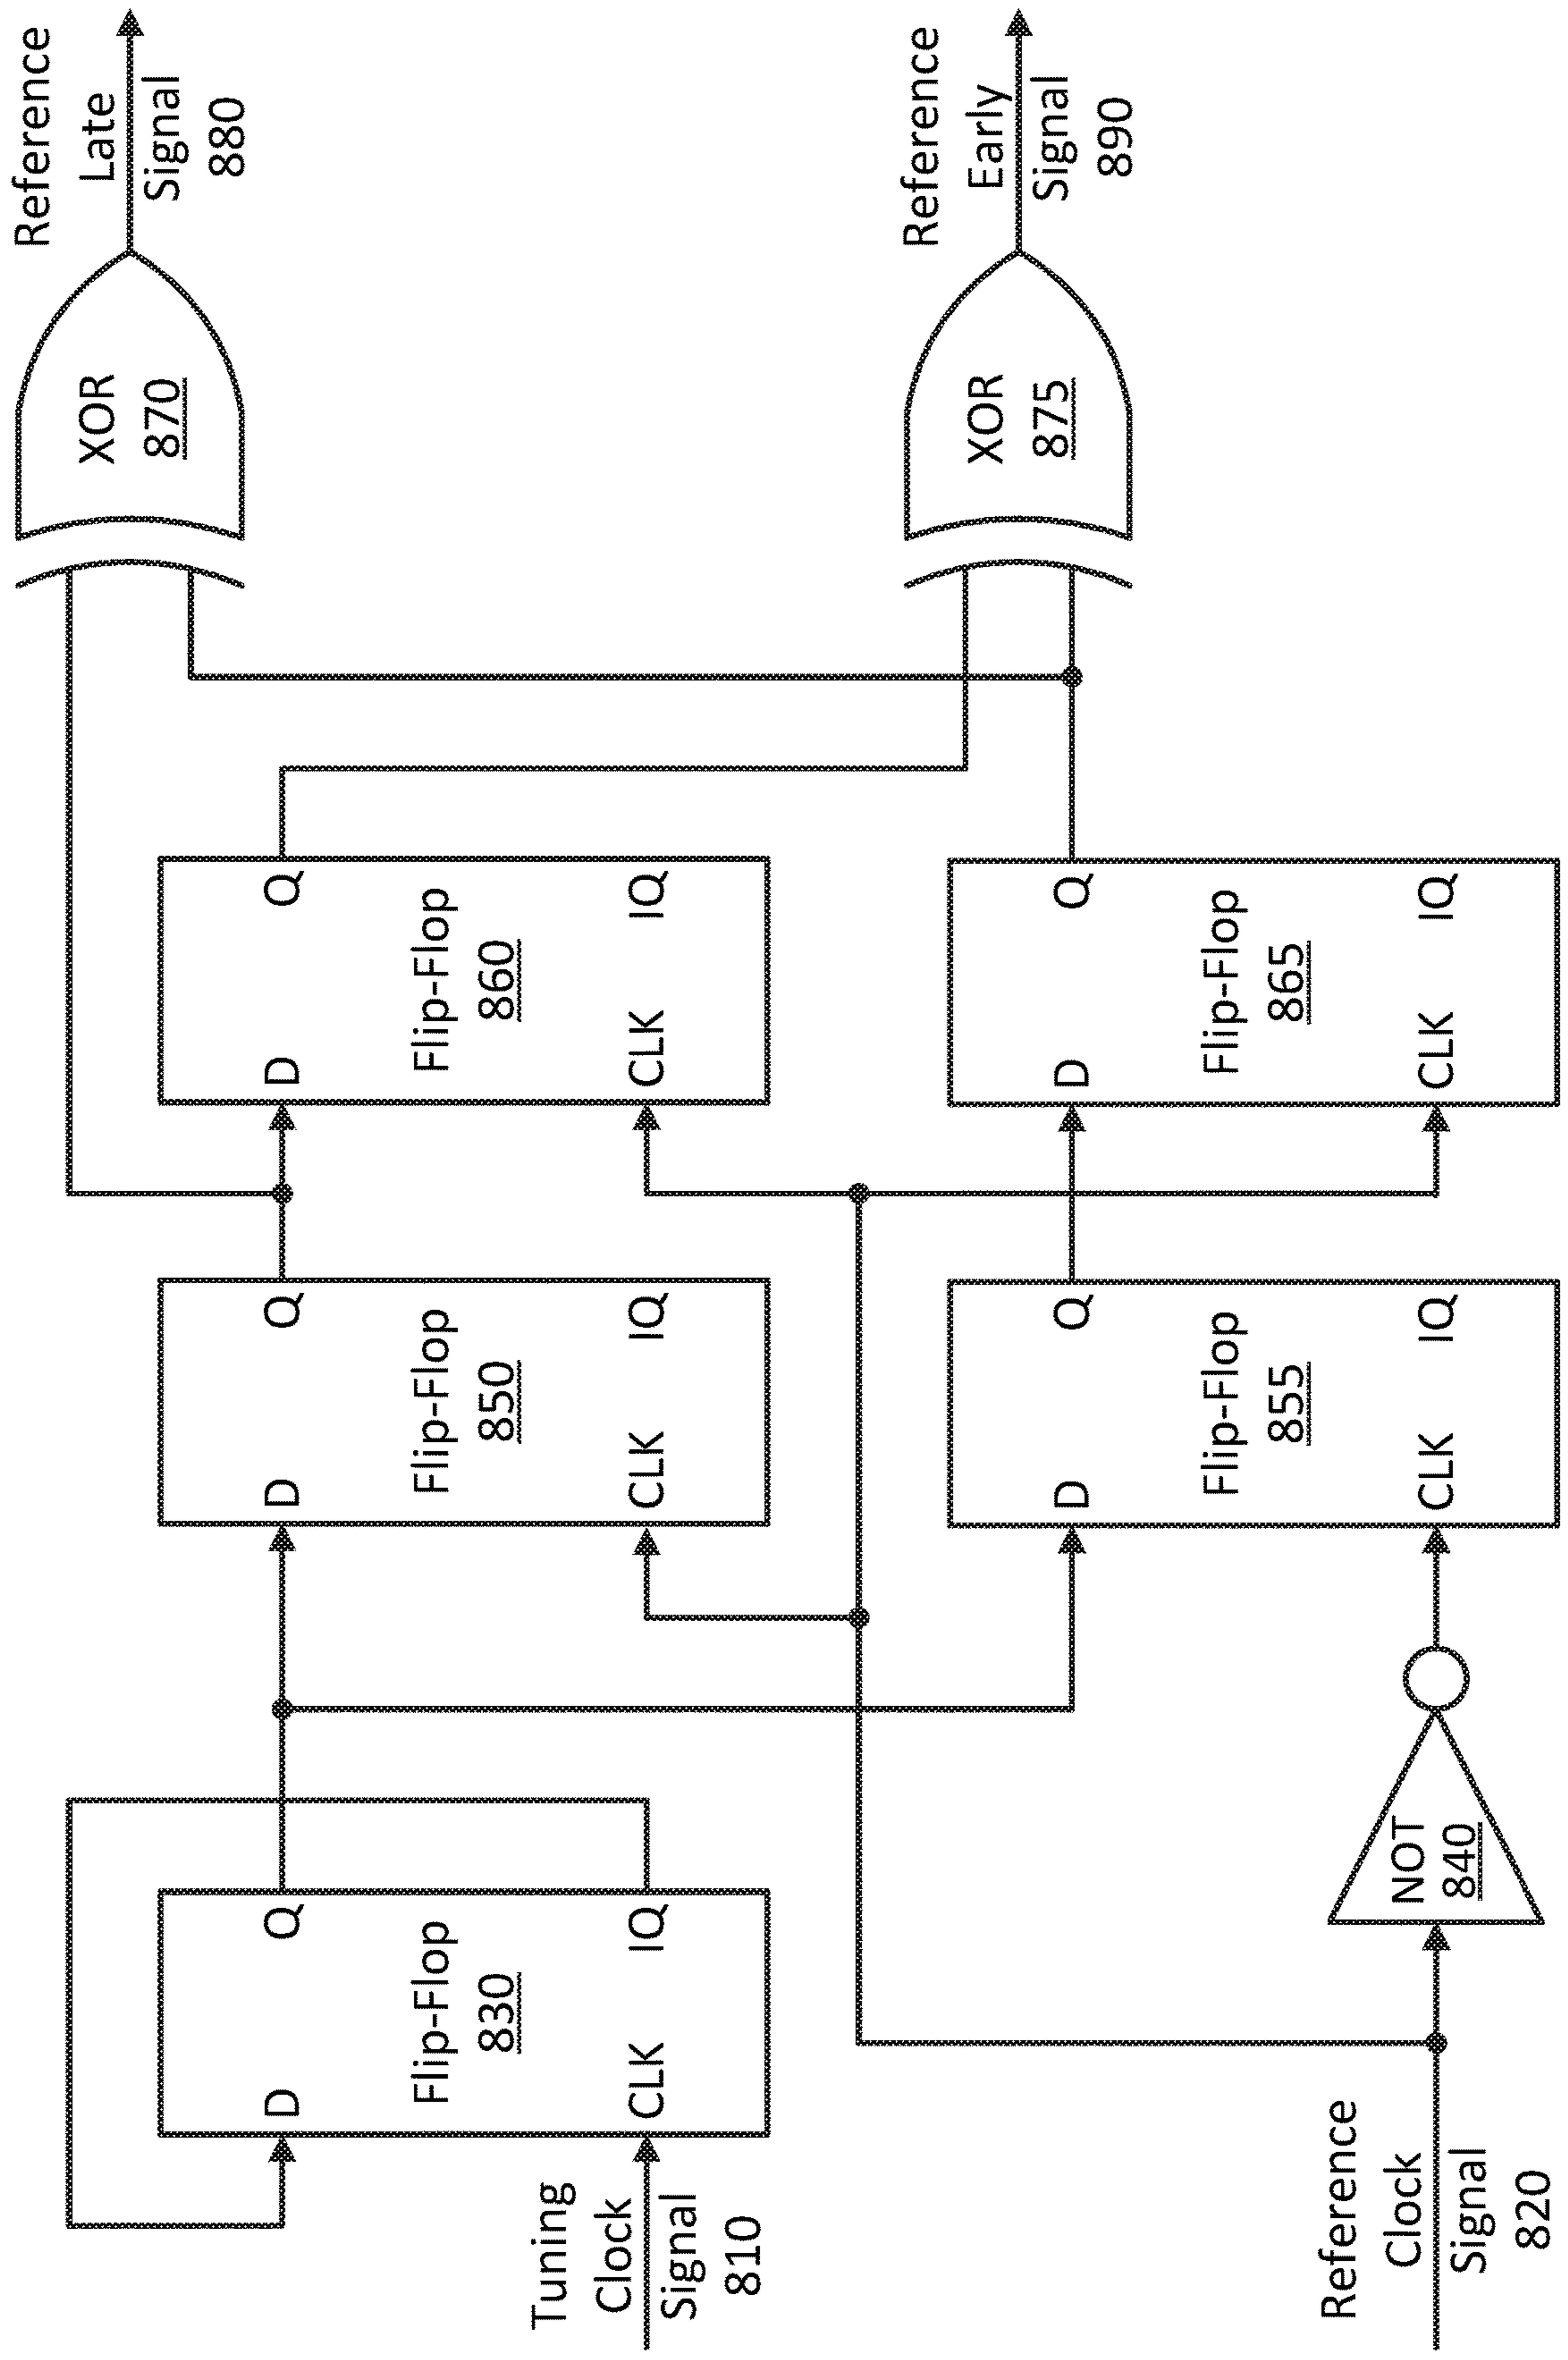 Reference
Late
Signal
880
XOR
870
Reference
Early
Signal
890
XOR
875
D
Q
Flip-Flop
860
CLK
IQ
D
Q
Flip-Flop
865
CLK
IQ
D
Q
Flip-Flop
850
CLK
IQ
D
Q
Flip-Flop
855
CLK
IQ
D
Q
Flip-Flop
830
CLK
IQ
NOT
840
Tuning
Clock
Signal
810
Reference
Clock
Signal
820